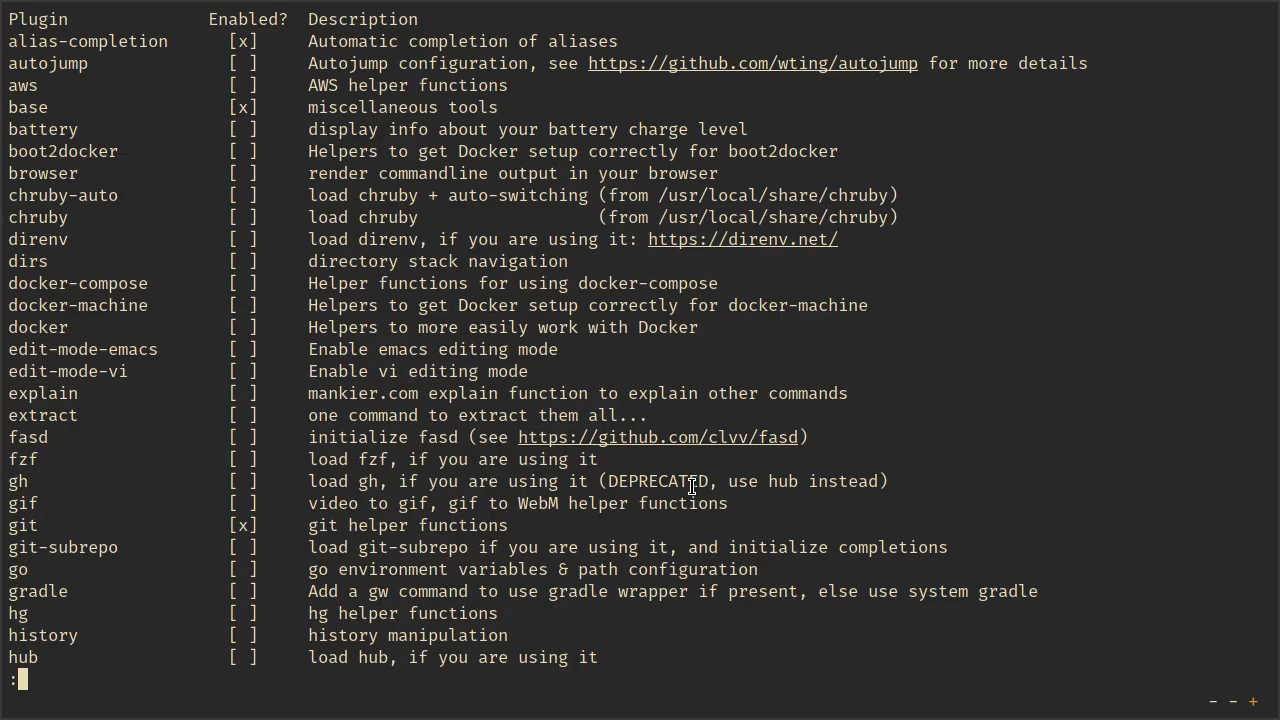 Plugin              Enabled?  Description
alias-completion      [x]     Automatic completion of aliases
autojump              [ ]     Autojump configuration, see https://github.com/wting/autojump for more details
aws                   [ ]     AWS helper functions
base                  [x]     miscellaneous tools
battery               [ ]     display info about your battery charge level
boot2docker           [ ]     Helpers to get Docker setup correctly for boot2docker
browser               [ ]     render commandline output in your browser
chruby-auto           [ ]     load chruby + auto-switching (from /usr/local/share/chruby)
chruby                [ ]     load chruby                  (from /usr/local/share/chruby)
direnv                [ ]     load direnv, if you are using it: https://direnv.net/
dirs                  [ ]     directory stack navigation
docker-compose        [ ]     Helper functions for using docker-compose
docker-machine        [ ]     Helpers to get Docker setup correctly for docker-machine
docker                [ ]     Helpers to more easily work with Docker
edit-mode-emacs       [ ]     Enable emacs editing mode
edit-mode-vi          [ ]     Enable vi editing mode
explain               [ ]     mankier.com explain function to explain other commands
extract               [ ]     one command to extract them all...
fasd                  [ ]     initialize fasd (see https://github.com/clvv/fasd)
fzf                   [ ]     load fzf, if you are using it
gh                    [ ]     load gh, if you are using it (DEPRECATED, use hub instead)
gif                   [ ]     video to gif, gif to WebM helper functions
git                   [x]     git helper functions
git-subrepo           [ ]     load git-subrepo if you are using it, and initialize completions
go                    [ ]     go environment variables & path configuration
gradle                [ ]     Add a gw command to use gradle wrapper if present, else use system gradle
hg                    [ ]     hg helper functions
history               [ ]     history manipulation
hub                   [ ]     load hub, if you are using it
:
- - +